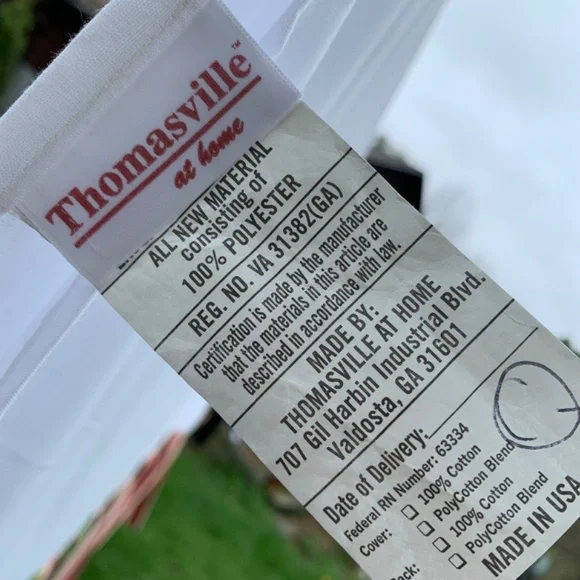 Thomasville™
at home
ALL NEW MATERIAL
consisting of
100% POLYESTER
REG. NO. VA 31382(GA)
Certification is made by the manufacturer
that the materials in this article are
described in accordance with law.
MADE BY:
THOMASVILLE AT HOME
707 Gil Harbin Industrial Blvd.
Valdosta, GA 31601
Date of Delivery:
Federal RN Number: 63334
Cover: ☐ 100% Cotton
☐ PolyCotton Blend
☐ 100% Cotton
☐ PolyCotton Blend
MADE IN USA